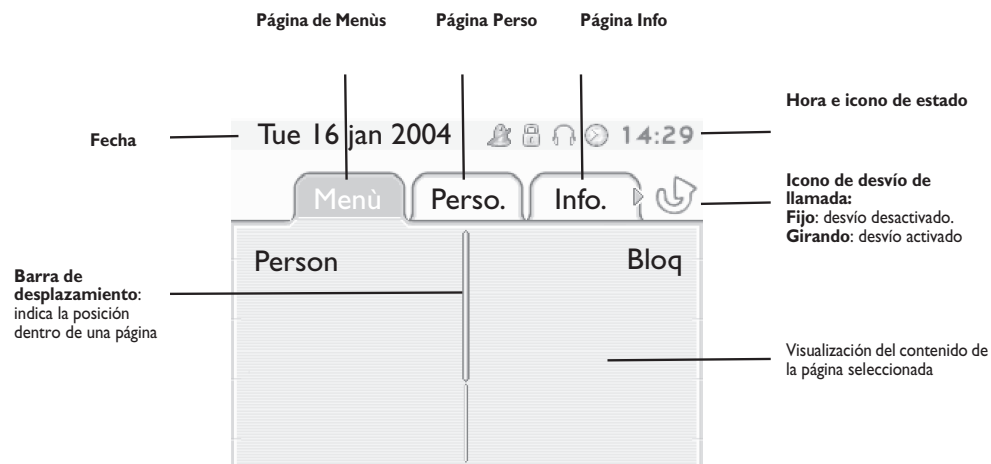 Página de Menùs
Página Perso
Página Info
Hora e icono de estado
Fecha
Tue 16 jan 2004
14:29
Icono de desvío de
llamada:
Fijo: desvío desactivado.
Girando: desvío activado
Menù
Perso.
Info.
Person
Bloq
Barra de
desplazamiento:
indica la posición
dentro de una página
Visualización del contenido de
la página seleccionada